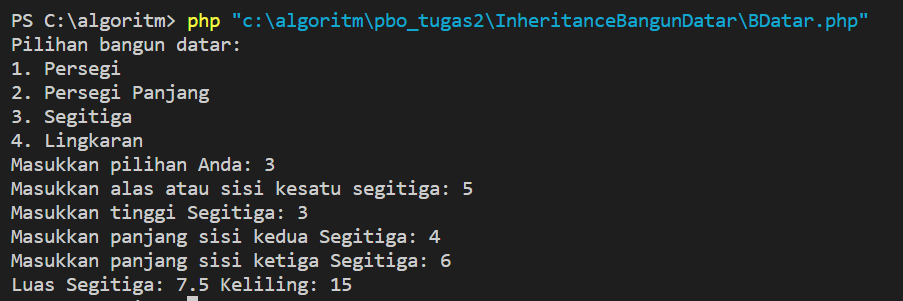 PS C:\algoritm> php "c:\algoritm\pbo_tugas2\InheritanceBangunDatar\BDatar.php"
Pilihan bangun datar:
1. Persegi
2. Persegi Panjang
3. Segitiga
4. Lingkaran
Masukkan pilihan Anda: 3
Masukkan alas atau sisi kesatu segitiga: 5
Masukkan tinggi Segitiga: 3
Masukkan panjang sisi kedua Segitiga: 4
Masukkan panjang sisi ketiga Segitiga: 6
Luas Segitiga: 7.5 Keliling: 15